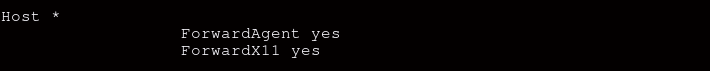 Host *
ForwardAgent yes
ForwardX11 yes